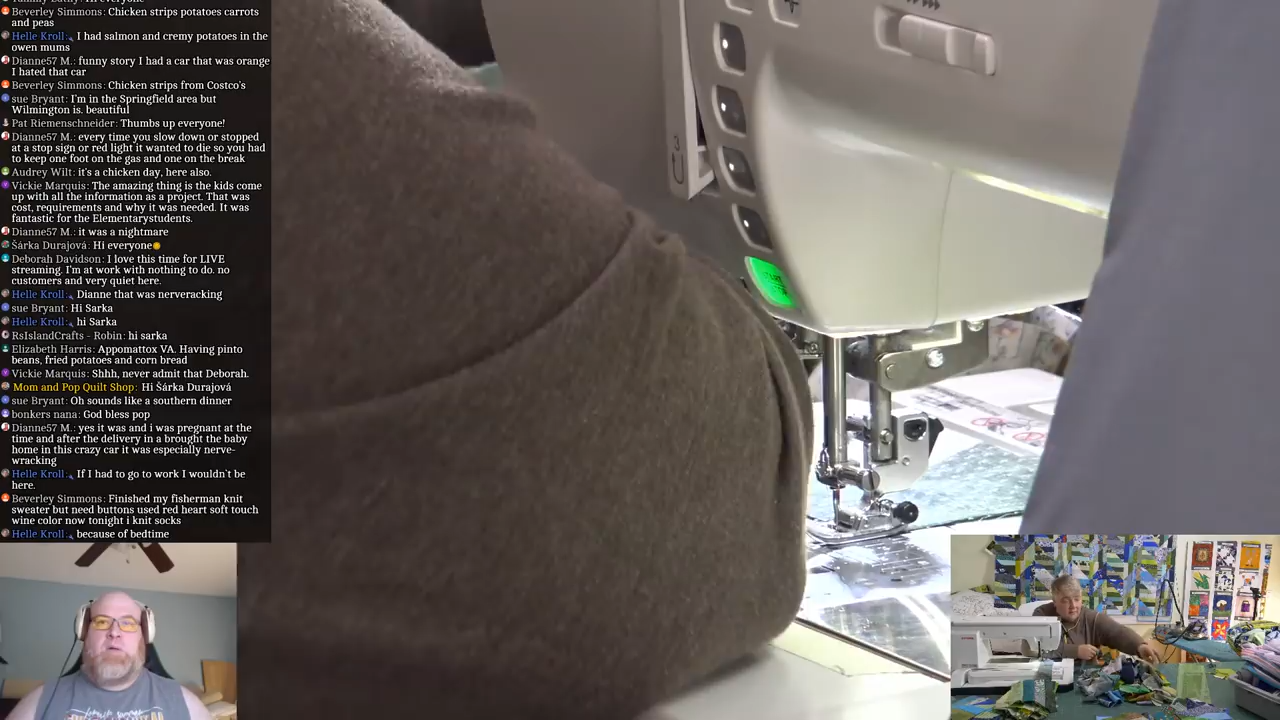 Beverley Simmons: Chicken strips potatoes carrots
and peas
Helle Kroll: I had salmon and cremy potatoes in the
owen mums
Dianne57 M.: funny story I had a car that was orange
I hated that car
Beverley Simmons: Chicken strips from Costco's
sue Bryant: I'm in the Springfield area but
Wilmington is. beautiful
Pat Riemenschneider: Thumbs up everyone!
Dianne57 M.: every time you slow down or stopped
at a stop sign or red light it wanted to die so you had
to keep one foot on the gas and one on the break
Audrey Wilt: it's a chicken day, here also.
Vickie Marquis: The amazing thing is the kids come
up with all the information as a project. That was
cost, requirements and why it was needed. It was
fantastic for the Elementarystudents.
Dianne57 M.: it was a nightmare
Šárka Durajová: Hi everyone
Deborah Davidson: I love this time for LIVE
streaming. I'm at work with nothing to do. no
customers and very quiet here.
Helle Kroll: Dianne that was nerveracking
sue Bryant: Hi Sarka
Helle Kroll: hi Sarka
RsIslandCrafts - Robin: hi sarka
Elizabeth Harris: Appomattox VA. Having pinto
beans, fried potatoes and corn bread
Vickie Marquis: Shhh, never admit that Deborah.
Mom and Pop Quilt Shop: Hi Šárka Durajová
sue Bryant: Oh sounds like a southern dinner
bonkers nana: God bless pop
Dianne57 M.: yes it was and i was pregnant at the
time and after the delivery in a brought the baby
home in this crazy car it was especially nerve-
wracking
Helle Kroll: If I had to go to work I wouldn't be
here.
Beverley Simmons: Finished my fisherman knit
sweater but need buttons used red heart soft touch
wine color now tonight i knit socks
Helle Kroll: because of bedtime
3